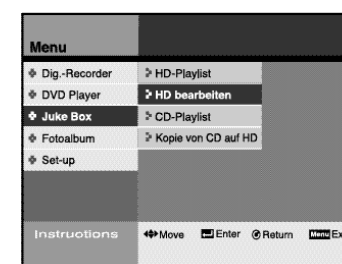 Menu
Dig.-Recorder
DVD Player
Juke Box
Fotoalbum
Set-up
HD-Playlist
HD bearbeiten
CD-Playlist
Kopie von CD auf HD
Instructions Move Enter Return Menu Ex